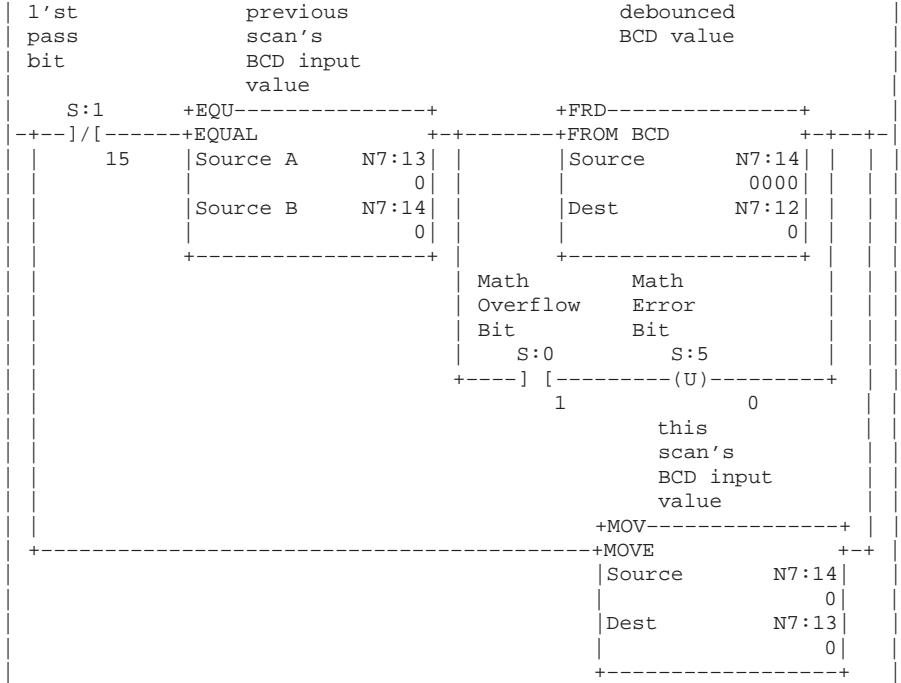 1'st previous debounced
pass scan's BCD value
bit BCD input
value
S:1 +EQU---------------+ +FRD---------------+
-+--]/[------+EQUAL +-+--------+FROM BCD +-+--+-
15 |Source A N7:13| |Source N7:14|
0| 0000|
|Source B N7:14| |Dest N7:12|
0| 0|
+------------------+ +------------------+
Math Math
Overflow Error
Bit Bit
S:0 S:5
+----] [---------(U)---------+
1 0
this
scan's
BCD input
value
+MOV---------------+
+--------------------------------------------+MOVE +-+
|Source N7:14|
0|
|Dest N7:13|
0|
+------------------+